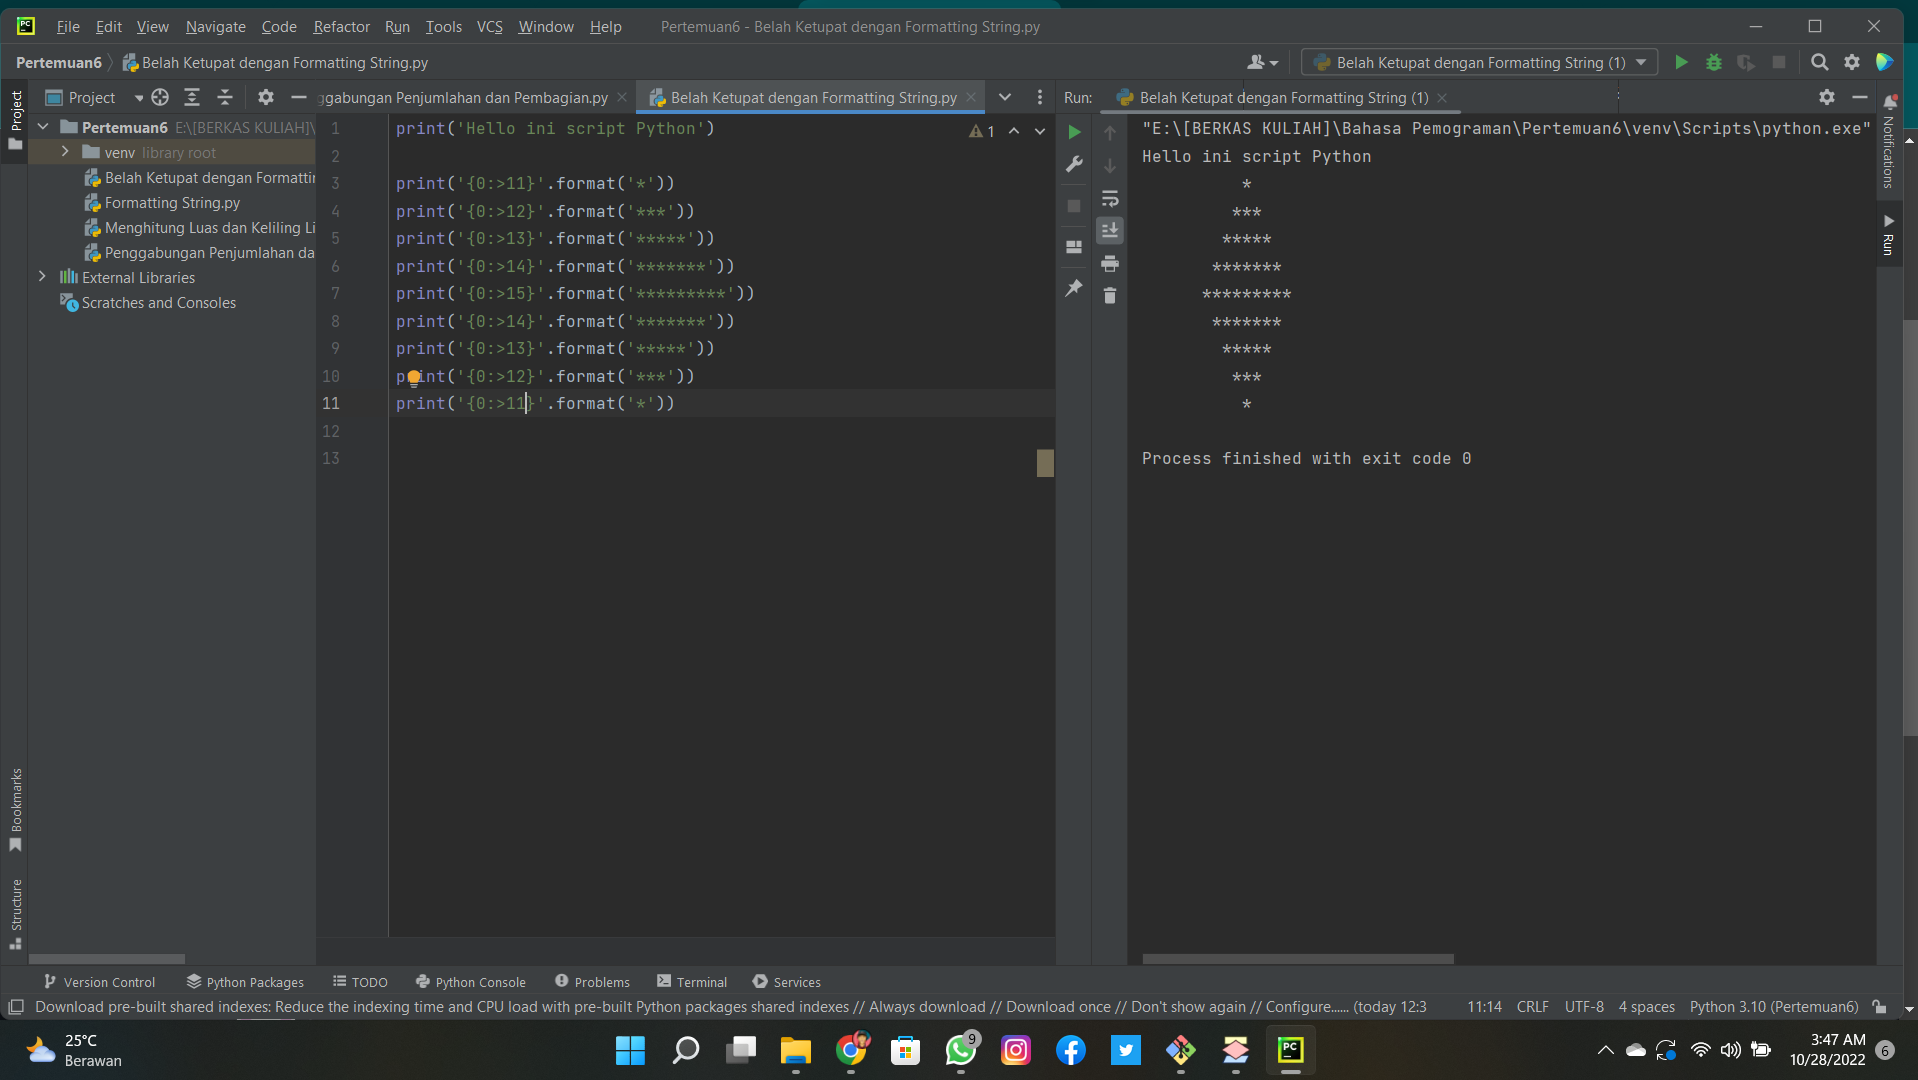 File Edit View Navigate Code Refactor Run Tools VCS Window Help Pertemuan6 - Belah Ketupat dengan Formatting String.py
Pertemuan6 Belah Ketupat dengan Formatting String.py Belah Ketupat dengan Formatting String (1)
Project
Project ggabungan Penjumlahan dan Pembagian.py Belah Ketupat dengan Formatting String.py
Pertemuan6 E:\[BERKAS KULIAH]\
venv library root
Belah Ketupat dengan Formattin
Formatting String.py
Menghitung Luas dan Keliling Li
Penggabungan Penjumlahan da
External Libraries
Scratches and Consoles
1 print('Hello ini script Python')
2
3 print('{0:>11}'.format('*'))
4 print('{0:>12}'.format('***'))
5 print('{0:>13}'.format('*****'))
6 print('{0:>14}'.format('*******'))
7 print('{0:>15}'.format('*********'))
8 print('{0:>14}'.format('*******'))
9 print('{0:>13}'.format('*****'))
10 print('{0:>12}'.format('***'))
11 print('{0:>11}'.format('*'))
12
13
1
Run: Belah Ketupat dengan Formatting String (1)
"E:\[BERKAS KULIAH]\Bahasa Pemograman\Pertemuan6\venv\Scripts\python.exe"
Hello ini script Python
*
***
*****
*******
*********
*******
*****
***
*
Process finished with exit code 0
Notifications
Run
Bookmarks
Structure
Version Control Python Packages TODO Python Console Problems Terminal Services
Download pre-built shared indexes: Reduce the indexing time and CPU load with pre-built Python packages shared indexes // Always download // Download once // Don't show again // Configure...... (today 12:3 11:14 CRLF UTF-8 4 spaces Python 3.10 (Pertemuan6)
25°C
Berawan
PC
9
PC
3:47 AM
10/28/2022
6